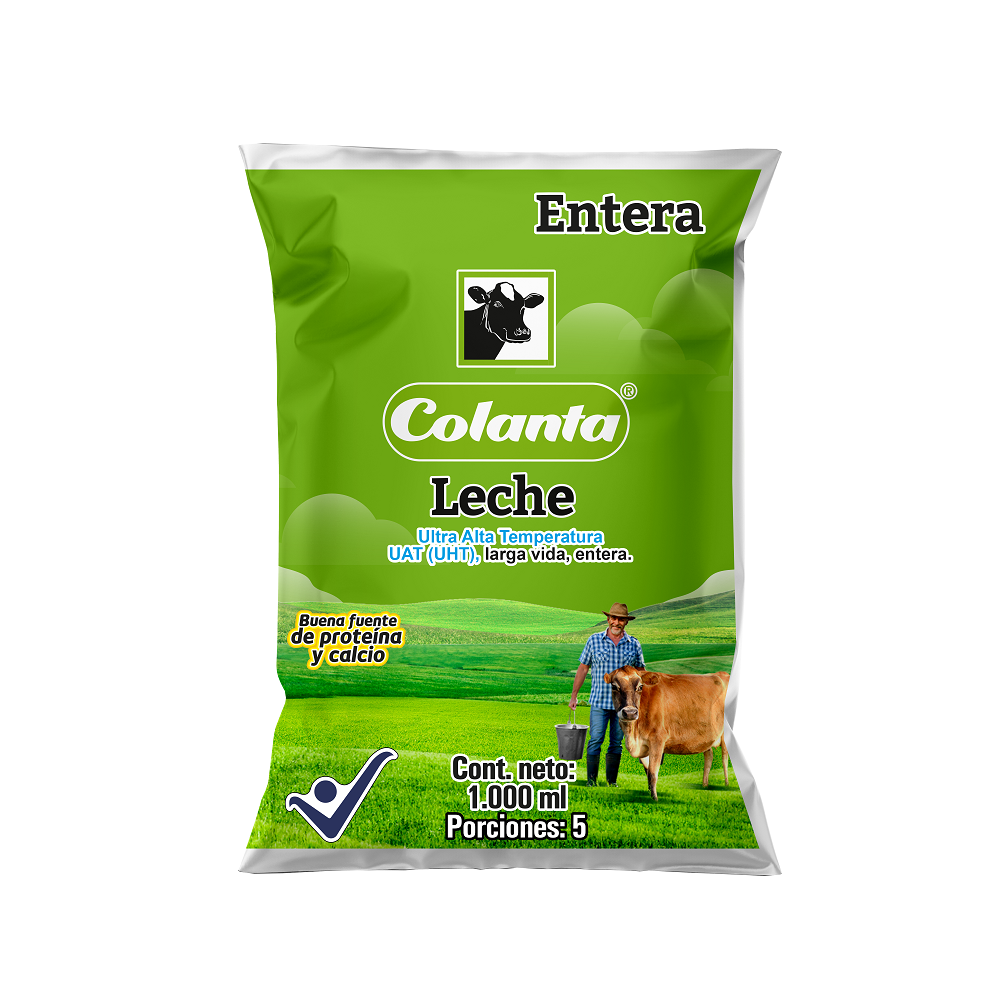 Entera
Colanta®
Leche
Ultra Alta Temperatura
UAT (UHT), larga vida, entera.
Buena fuente
de proteína
y calcio
Cont. neto:
1.000 ml
Porciones: 5